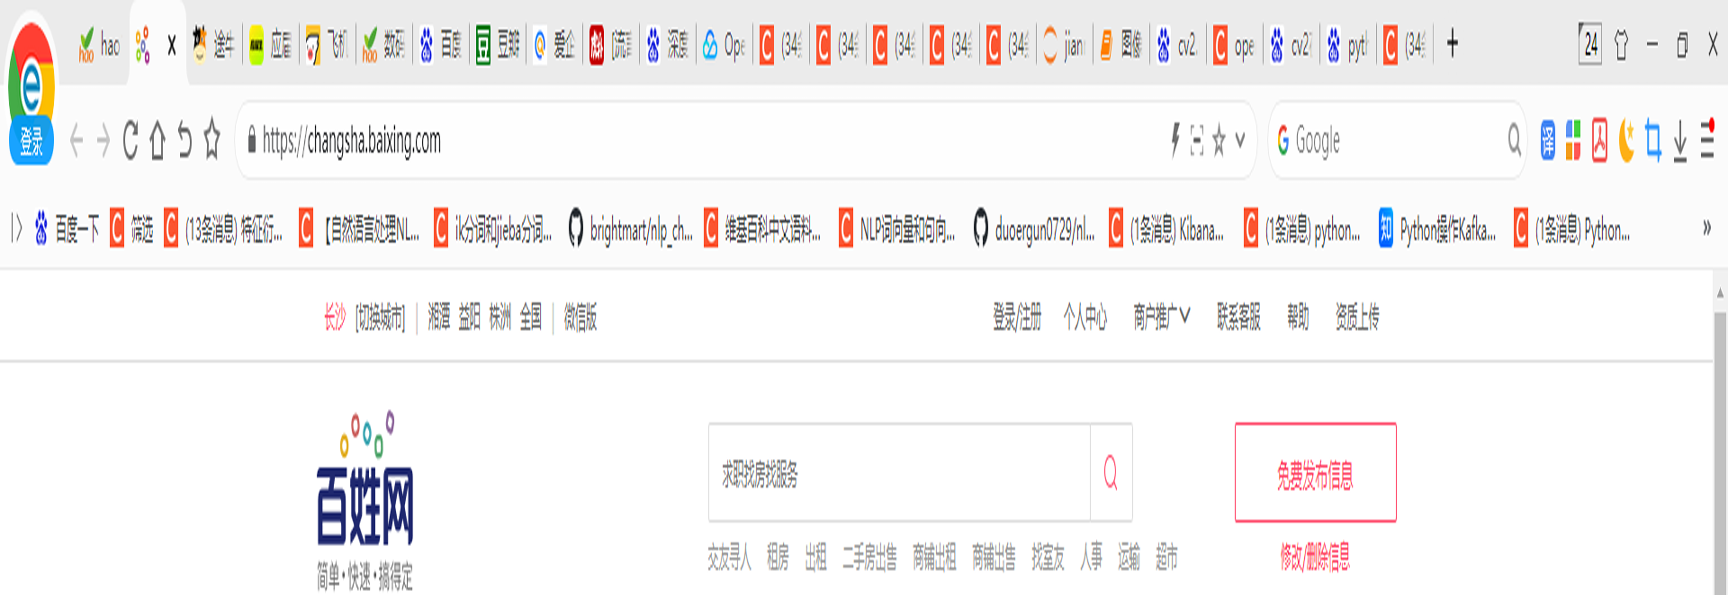 hao 途牛 应届 飞机 数码 百度 豆瓣 爱企 流 深度 Ope (34 (34 (34 (34 (34 jian 图像 cv2. ope cv2 pyt (34 24
登录 https://changsha.baixing.com Google 译
百度一下 筛选 (13条消息) 特征衍... 【自然语言处理NL... ik分词和jieba分词... brightmart/nlp_ch... 维基百科中文语料... NLP词向量和句向... duoergun0729/nl... (1条消息) Kibana... (1条消息) python... 知 Python操作Kafka... (1条消息) Python... »
长沙 [切换城市] | 湘潭 益阳 株洲 全国 | 微信版 登录/注册 个人中心 商户推广 联系客服 帮助 资质上传
百姓网
简单·快速·搞得定
求职找房找服务 免费发布信息
交友寻人 租房 出租 二手房出售 商铺出租 商铺出售 找室友 人事 运输 超市 修改/删除信息